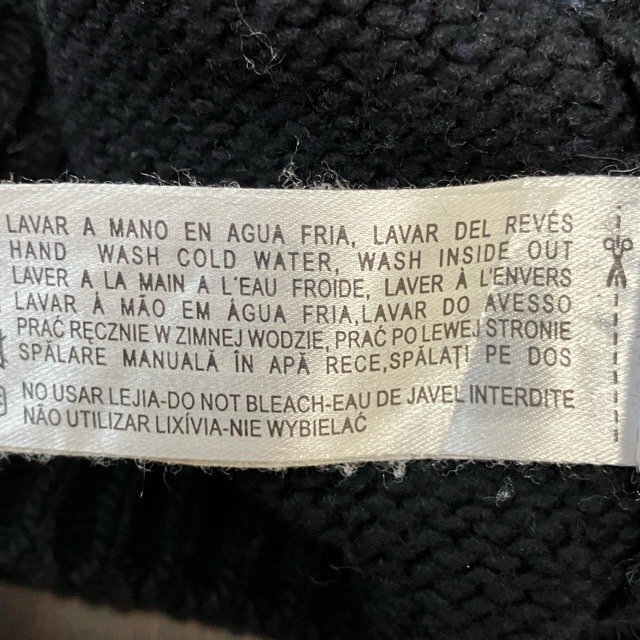 LAVAR A MANO EN AGUA FRIA, LAVAR DEL REVÉS
HAND WASH COLD WATER, WASH INSIDE OUT
LAVER A LA MAIN A L'EAU FROIDE, LAVER À L'ENVERS
LAVAR À MÃO EM ÁGUA FRIA, LAVAR DO AVESSO
PRAĆ RĘCZNIE W ZIMNEJ WODZIE, PRAĆ PO LEWEJ STRONIE
SPĂLARE MANUALĂ ÎN APĂ RECE, SPĂLAȚI PE DOS
NO USAR LEJIA-DO NOT BLEACH-EAU DE JAVEL INTERDITE
NÃO UTILIZAR LIXÍVIA-NIE WYBIELAĆ